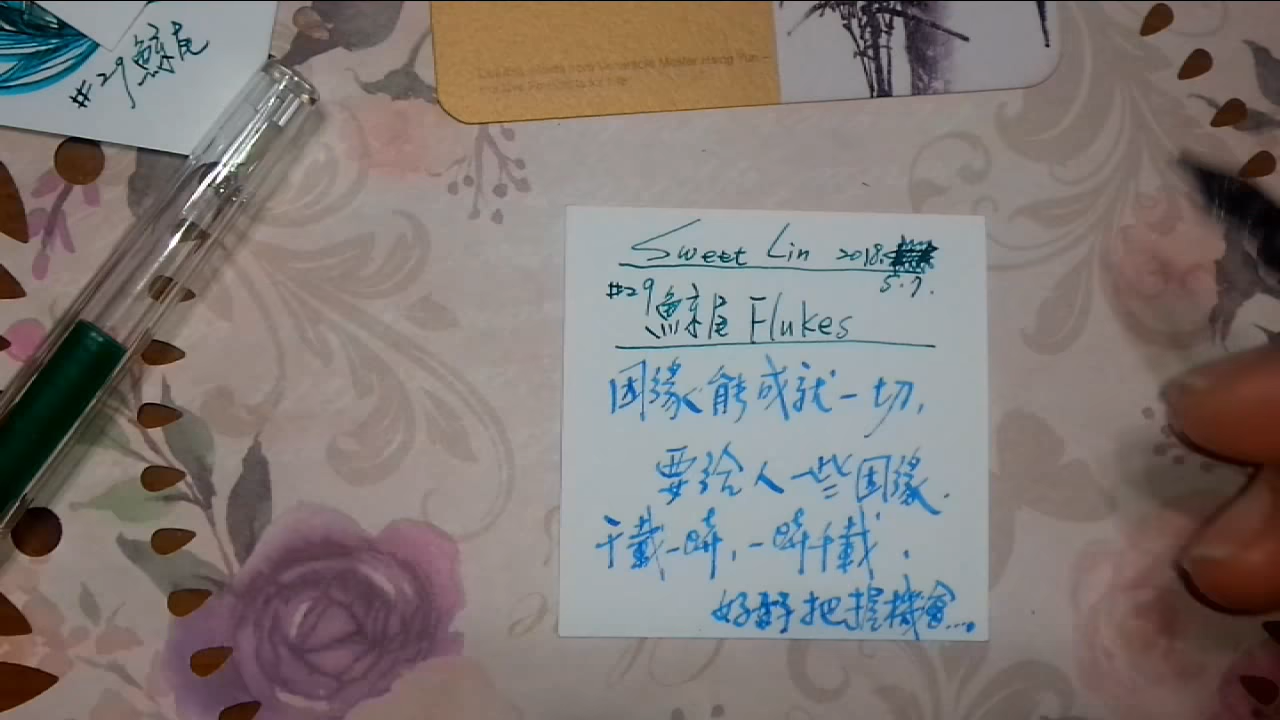 #29 鯨尾
Sweet Lin 2018.
5.7.
#29 鯨尾 Flukes
因緣能成就一切,
要給人一些因緣.
千載一時,一時千載.
好好把握機會...